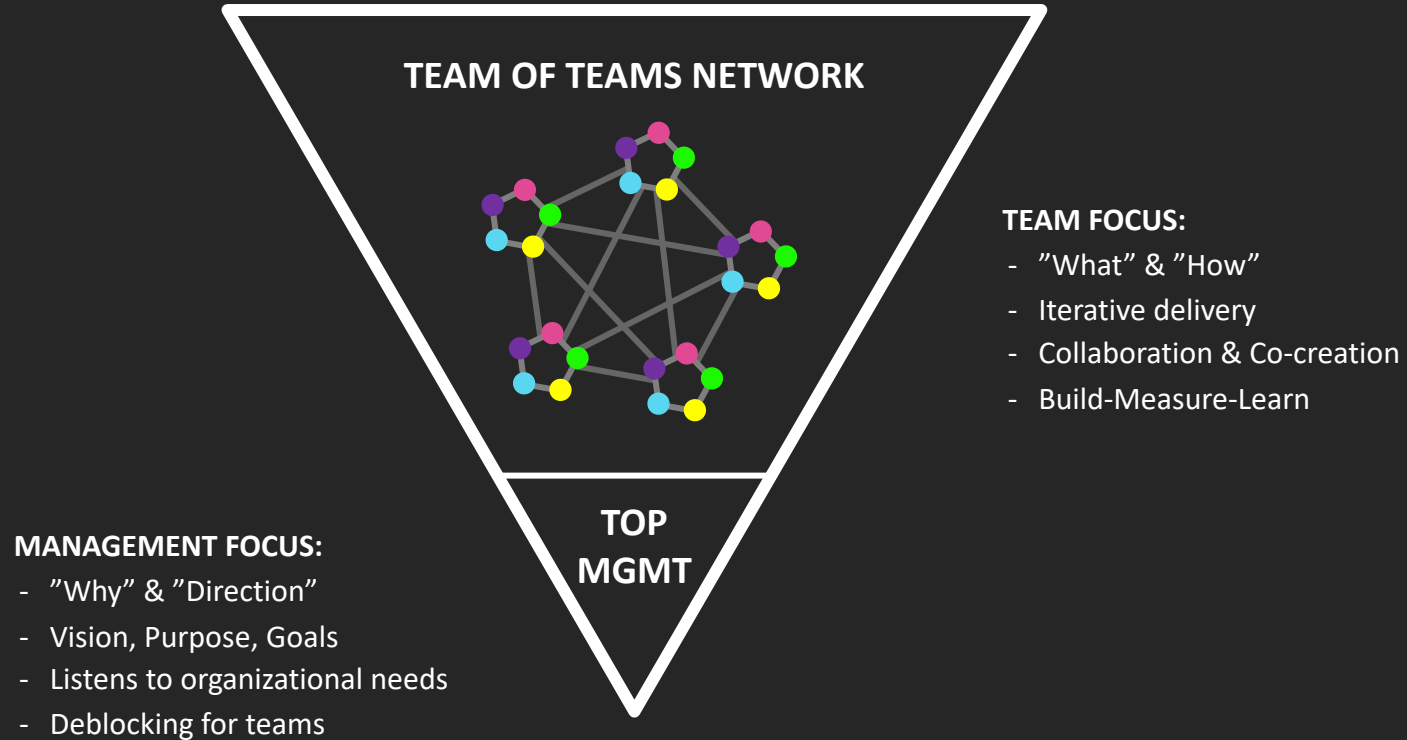 TEAM OF TEAMS NETWORK
TEAM FOCUS:
- ”What” & ”How”
- Iterative delivery
- Collaboration & Co-creation
- Build-Measure-Learn
TOP
MGMT
MANAGEMENT FOCUS:
- ”Why” & ”Direction”
- Vision, Purpose, Goals
- Listens to organizational needs
- Deblocking for teams